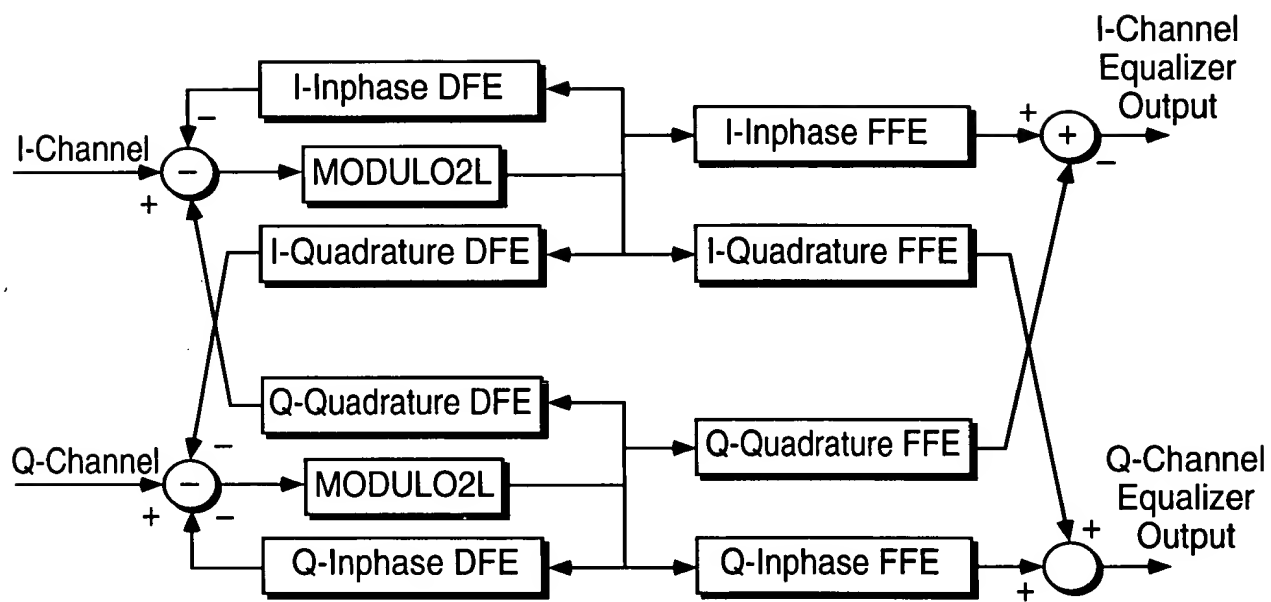 I-Channel
Equalizer
Output
I-Inphase DFE
−
I-Inphase FFE
+
+
−
I-Channel
−
MODULO2L
+
I-Quadrature DFE
I-Quadrature FFE
Q-Quadrature DFE
Q-Quadrature FFE
−
Q-Channel
−
MODULO2L
+
−
Q-Channel
Equalizer
Output
+
Q-Inphase DFE
Q-Inphase FFE
+